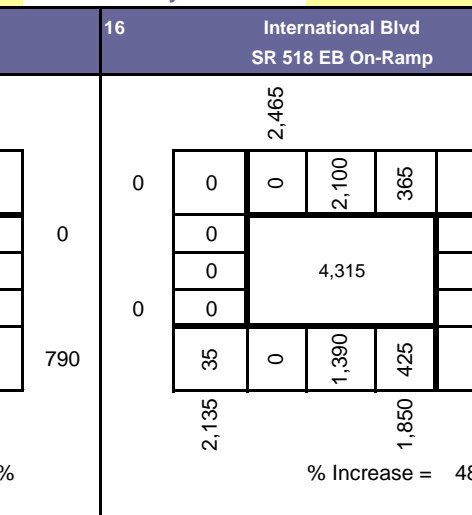 16 International Blvd
SR 518 EB On-Ramp
2,465
0 0 0 2,100 365
0 0
0 4,315
0 0
790 35 0 1,390 425
2,135 1,850
% % Increase = 48